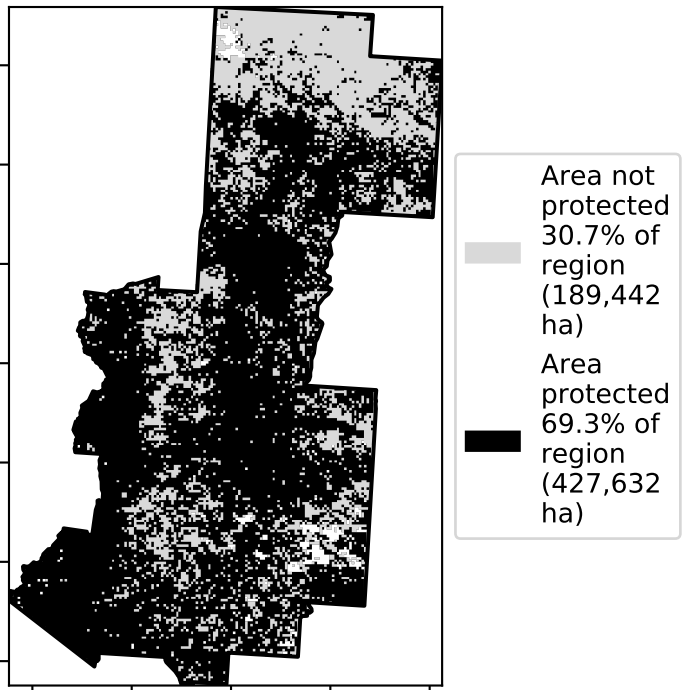 Area not
protected
30.7% of
region
(189,442
ha)
Area
protected
69.3% of
region
(427,632
ha)